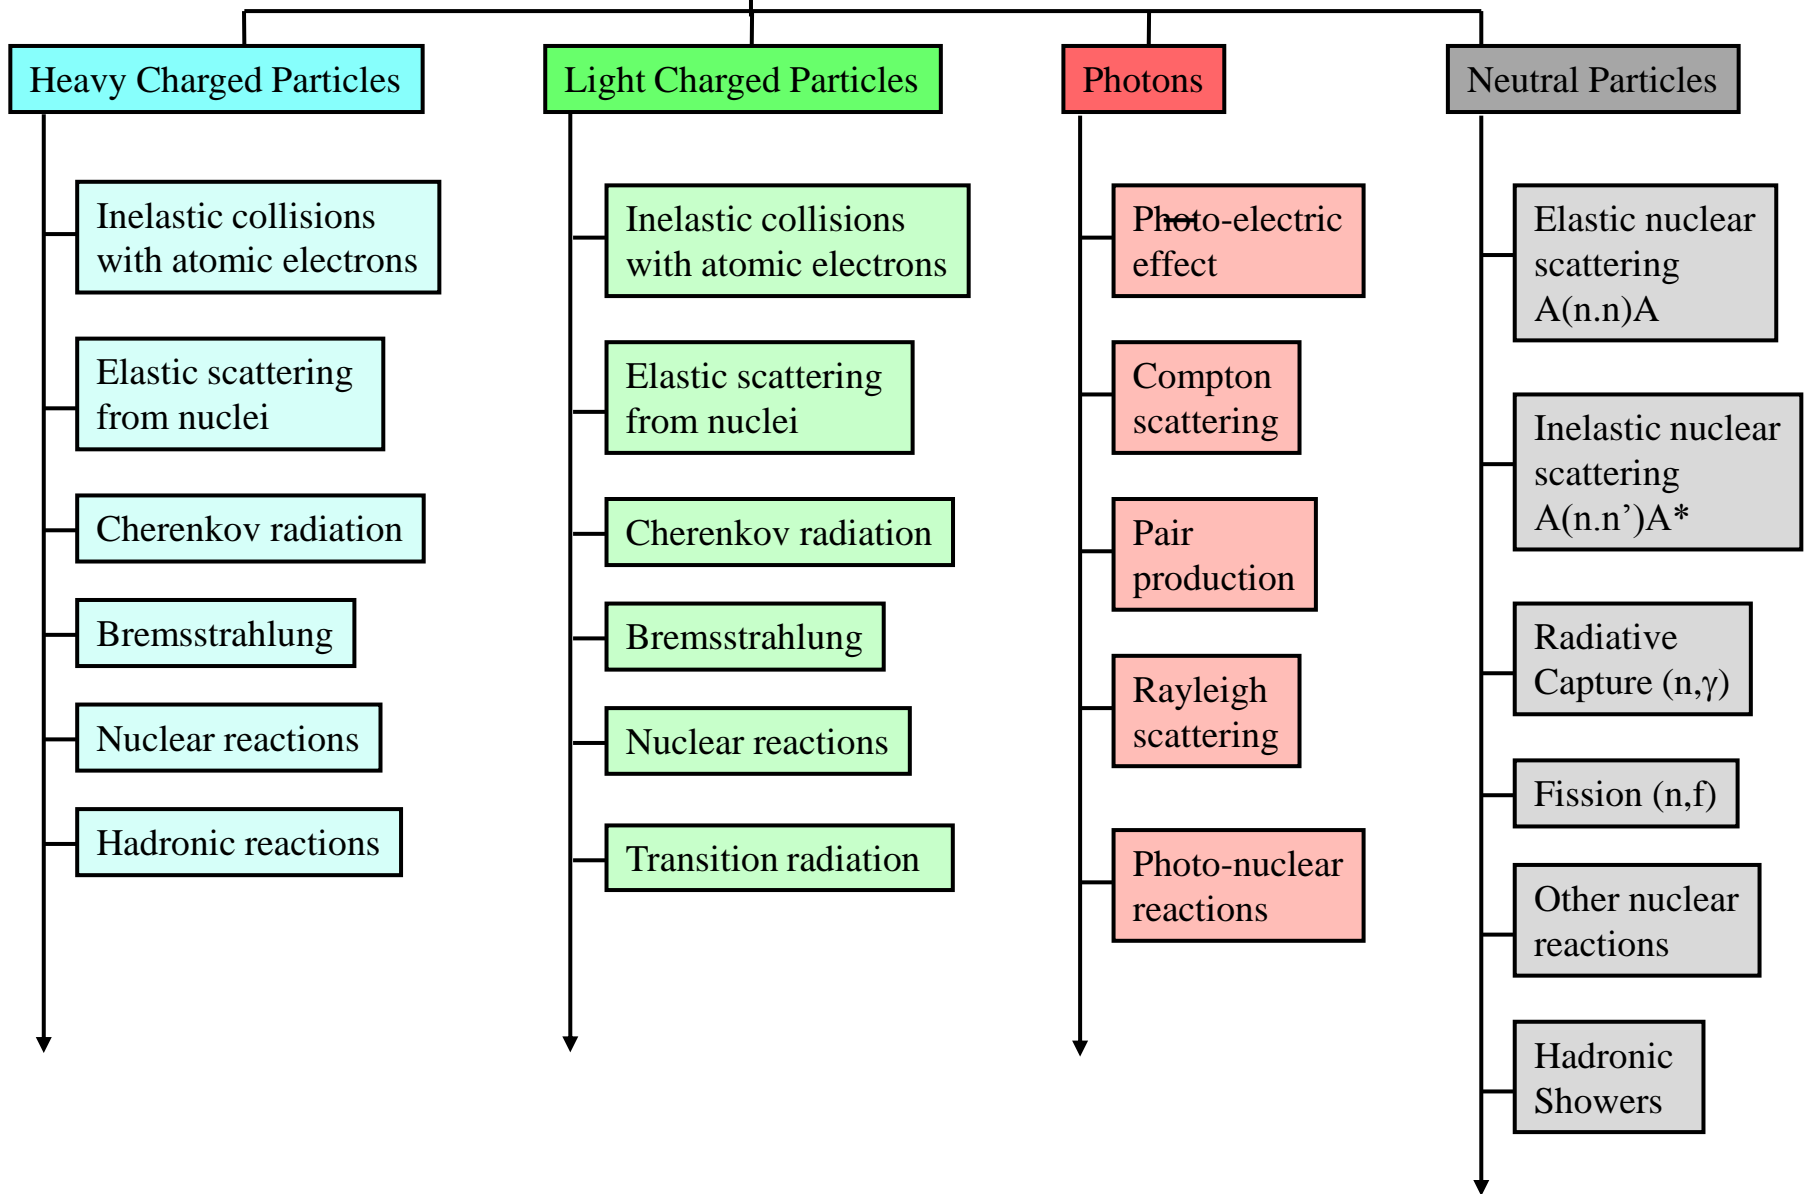 Heavy Charged Particles
Inelastic collisions
with atomic electrons
Elastic scattering
from nuclei
Cherenkov radiation
Bremsstrahlung
Nuclear reactions
Hadronic reactions
Light Charged Particles
Inelastic collisions
with atomic electrons
Elastic scattering
from nuclei
Cherenkov radiation
Bremsstrahlung
Nuclear reactions
Transition radiation
Photons
Photo-electric
effect
Compton
scattering
Pair
production
Rayleigh
scattering
Photo-nuclear
reactions
Neutral Particles
Elastic nuclear
scattering
A(n.n)A
Inelastic nuclear
scattering
A(n.n’)A*
Radiative
Capture (n,γ)
Fission (n,f)
Other nuclear
reactions
Hadronic
Showers